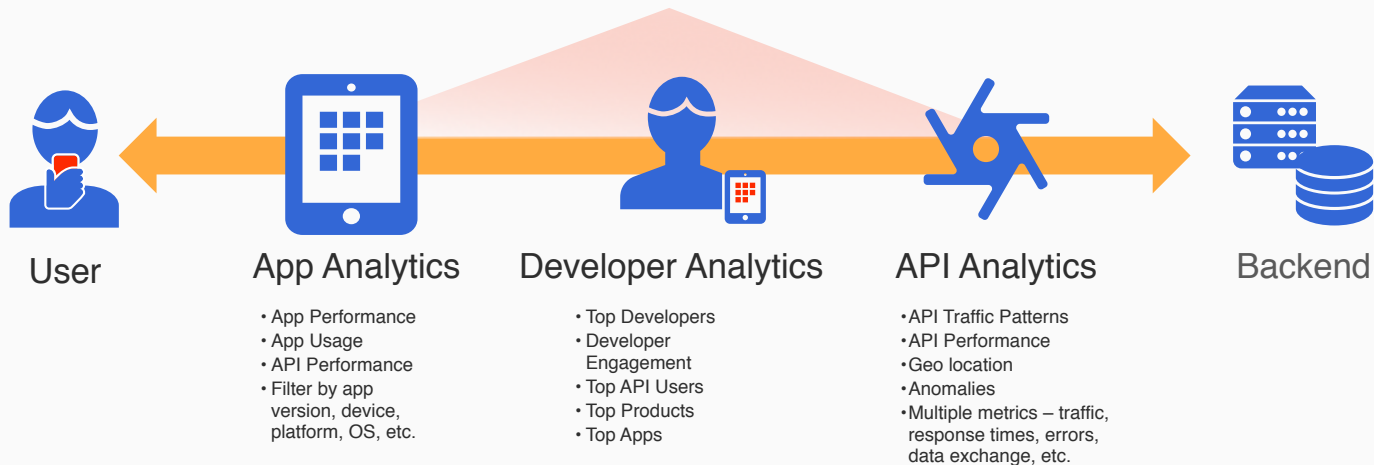 User
App Analytics
• App Performance
• App Usage
• API Performance
• Filter by app
version, device,
platform, OS, etc.
Developer Analytics
• Top Developers
• Developer
Engagement
• Top API Users
• Top Products
• Top Apps
API Analytics
•API Traffic Patterns
•API Performance
•Geo location
•Anomalies
•Multiple metrics – traffic,
response times, errors,
data exchange, etc.
Backend